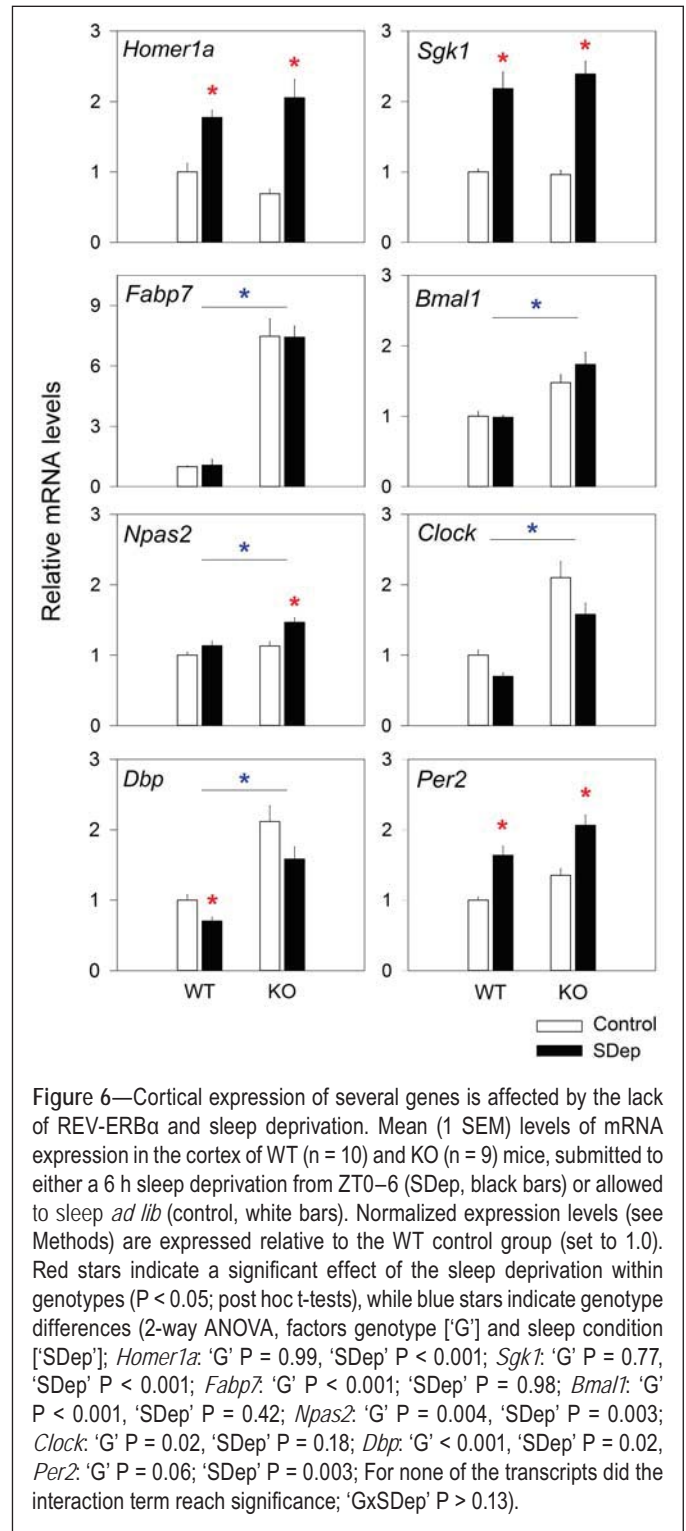 3
Homer1a
*
*
2
1
0
Sgk1
*
*
9
Fabp7
*
6
3
0
3
Bmal1
*
2
1
0
Relative mRNA levels
3
Npas2
*
*
2
1
0
Clock
*
3
Dbp
*
*
2
1
0
WT KO
3
Per2
*
*
2
1
0
WT KO
Control
SDep
Figure 6—Cortical expression of several genes is affected by the lack
of REV-ERBα and sleep deprivation. Mean (1 SEM) levels of mRNA
expression in the cortex of WT (n = 10) and KO (n = 9) mice, submitted to
either a 6 h sleep deprivation from ZT0–6 (SDep, black bars) or allowed
to sleep ad lib (control, white bars). Normalized expression levels (see
Methods) are expressed relative to the WT control group (set to 1.0).
Red stars indicate a significant effect of the sleep deprivation within
genotypes (P < 0.05; post hoc t-tests), while blue stars indicate genotype
differences (2-way ANOVA, factors genotype [‘G’] and sleep condition
[‘SDep’]; Homer1a: ‘G’ P = 0.99, ‘SDep’ P < 0.001; Sgk1: ‘G’ P = 0.77,
‘SDep’ P < 0.001; Fabp7: ‘G’ P < 0.001; ‘SDep’ P = 0.98; Bmal1: ‘G’
P < 0.001, ‘SDep’ P = 0.42; Npas2: ‘G’ P = 0.004, ‘SDep’ P = 0.003;
Clock: ‘G’ P = 0.02, ‘SDep’ P = 0.18; Dbp: ‘G’ < 0.001, ‘SDep’ P = 0.02,
Per2: ‘G’ P = 0.06; ‘SDep’ P = 0.003; For none of the transcripts did the
interaction term reach significance; ‘GxSDep’ P > 0.13).